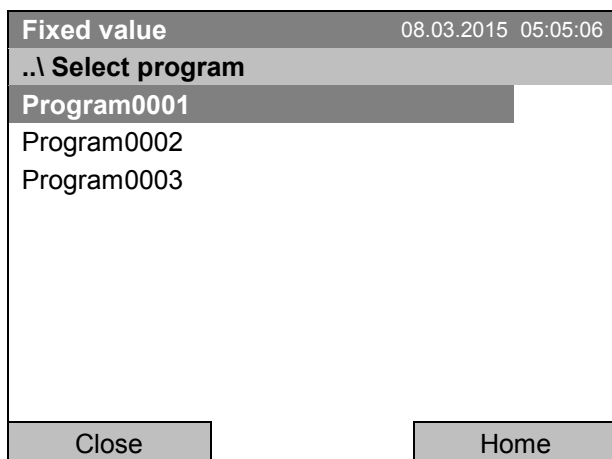 Fixed value 08.03.2015 05:05:06
..\ Select program
Program0001
Program0002
Program0003
Close Home